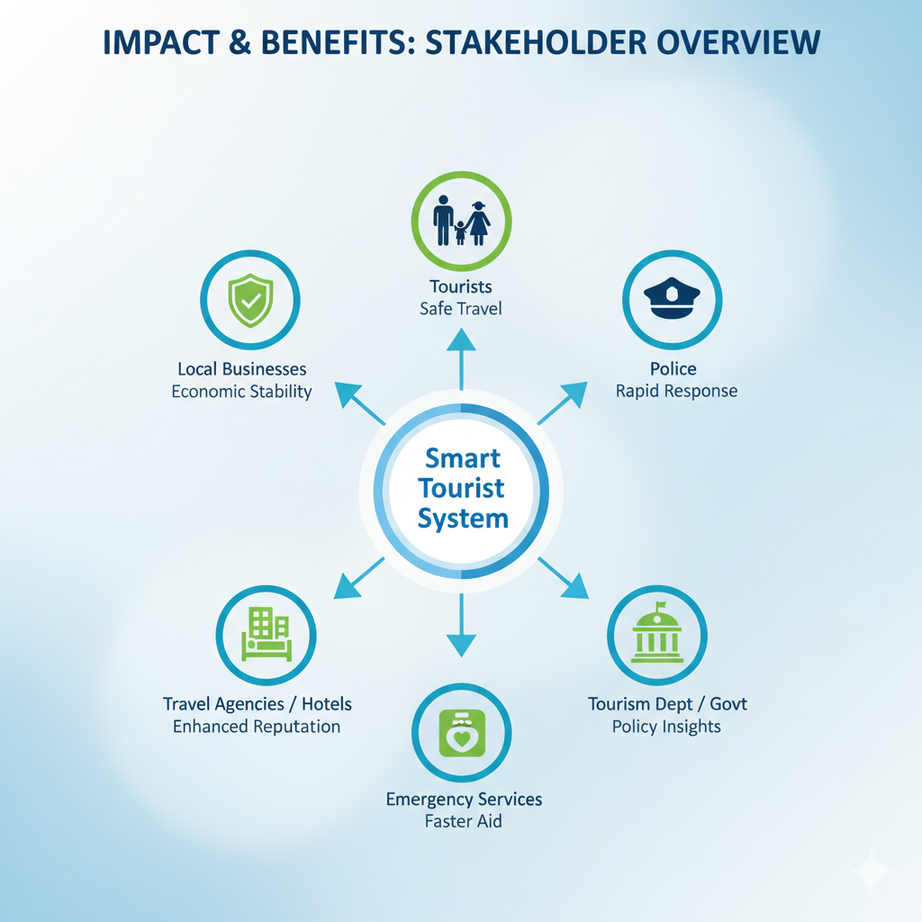 IMPACT & BENEFITS: STAKEHOLDER OVERVIEW
Tourists
Safe Travel
Local Businesses
Economic Stability
Police
Rapid Response
Smart
Tourist
System
Travel Agencies / Hotels
Enhanced Reputation
Tourism Dept / Govt
Policy Insights
Emergency Services
Faster Aid